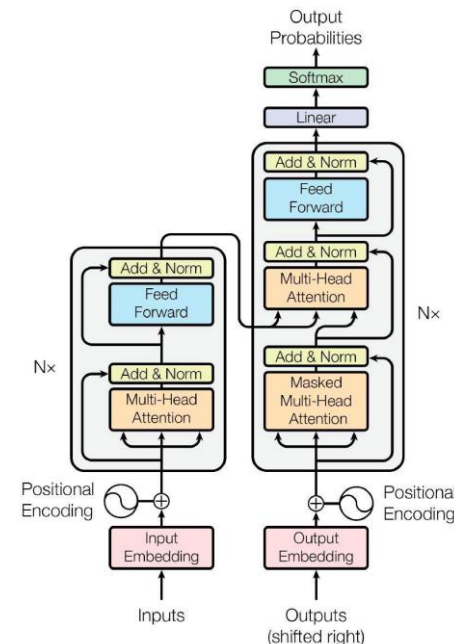 Output
Probabilities
Softmax
Linear
Add & Norm
Feed
Forward
Add & Norm
Multi-Head
Attention
Add & Norm
Masked
Multi-Head
Attention
N×
Add & Norm
Feed
Forward
Add & Norm
Multi-Head
Attention
N×
Positional
Encoding
Positional
Encoding
Input
Embedding
Output
Embedding
Inputs
Outputs
(shifted right)